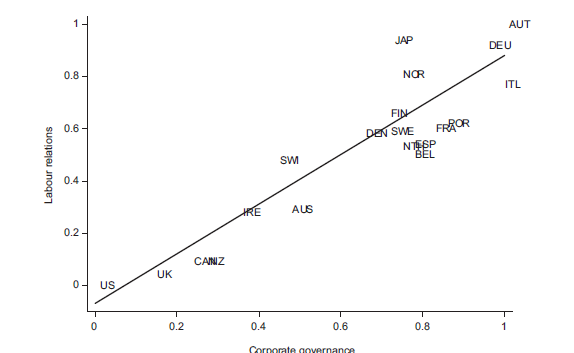 1
AUT
JAP
DEU
0.8
NOR
ITL
FIN
POR
0.6
DEN
SWE
FRA
Labour relations
NTH
ESP
BEL
SWI
0.4
IRE
AUS
0.2
CAN
NZ
UK
0
US
0
0.2
0.4
0.6
0.8
1
Corporate governance